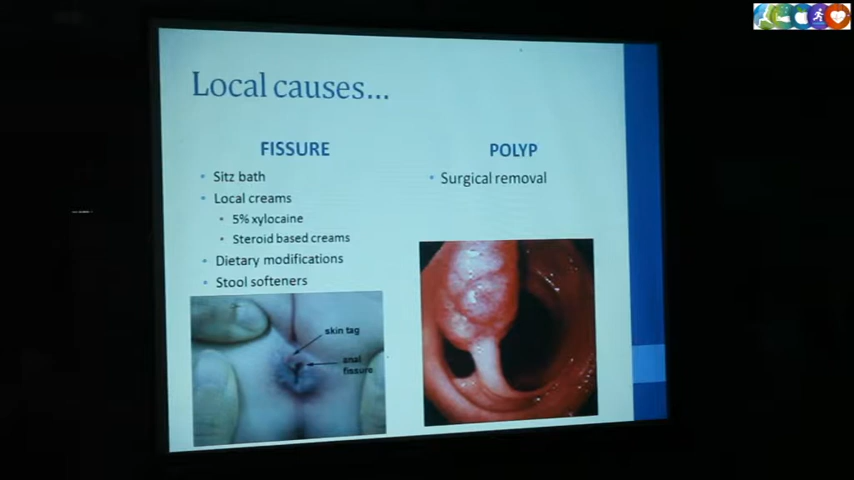 Local causes...
FISSURE
Sitz bath
Local creams
5% xylocaine
Steroid based creams
Dietary modifications
Stool softeners
skin tag
anal
fissure
POLYP
Surgical removal